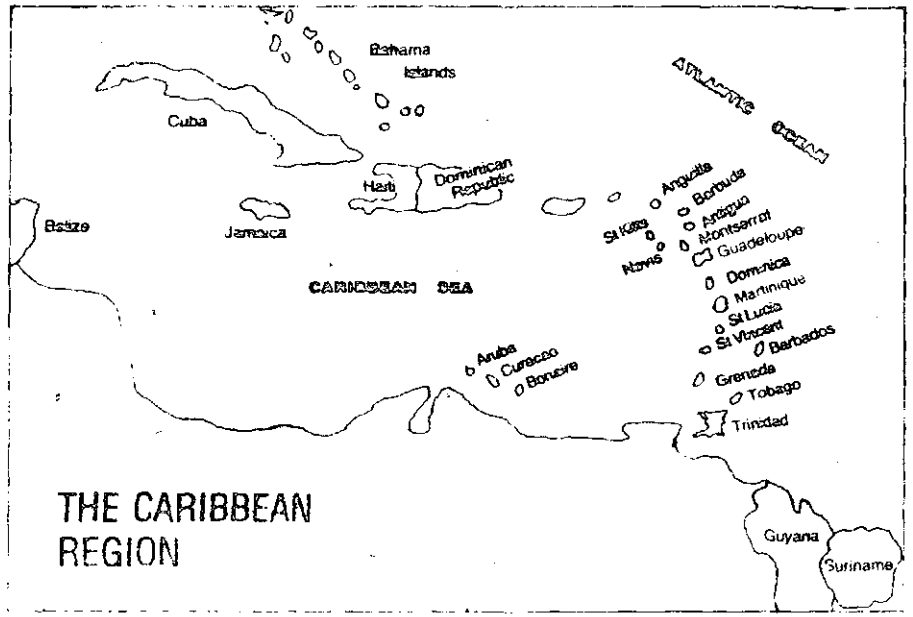 Bahama
Islands
ATLANTIC
OCEAN
Cuba
Haiti
Dominican
Republic
Anguilla
Barbuda
Antigua
Montserrat
St Kitts
Nevis
Guadeloupe
Belize
Jamaica
Dominica
CARIBBEAN SEA
Martinique
St Lucia
St Vincent
Barbados
Aruba
Curacao
Bonaire
Grenada
Tobago
Trinidad
THE CARIBBEAN
REGION
Guyana
Suriname